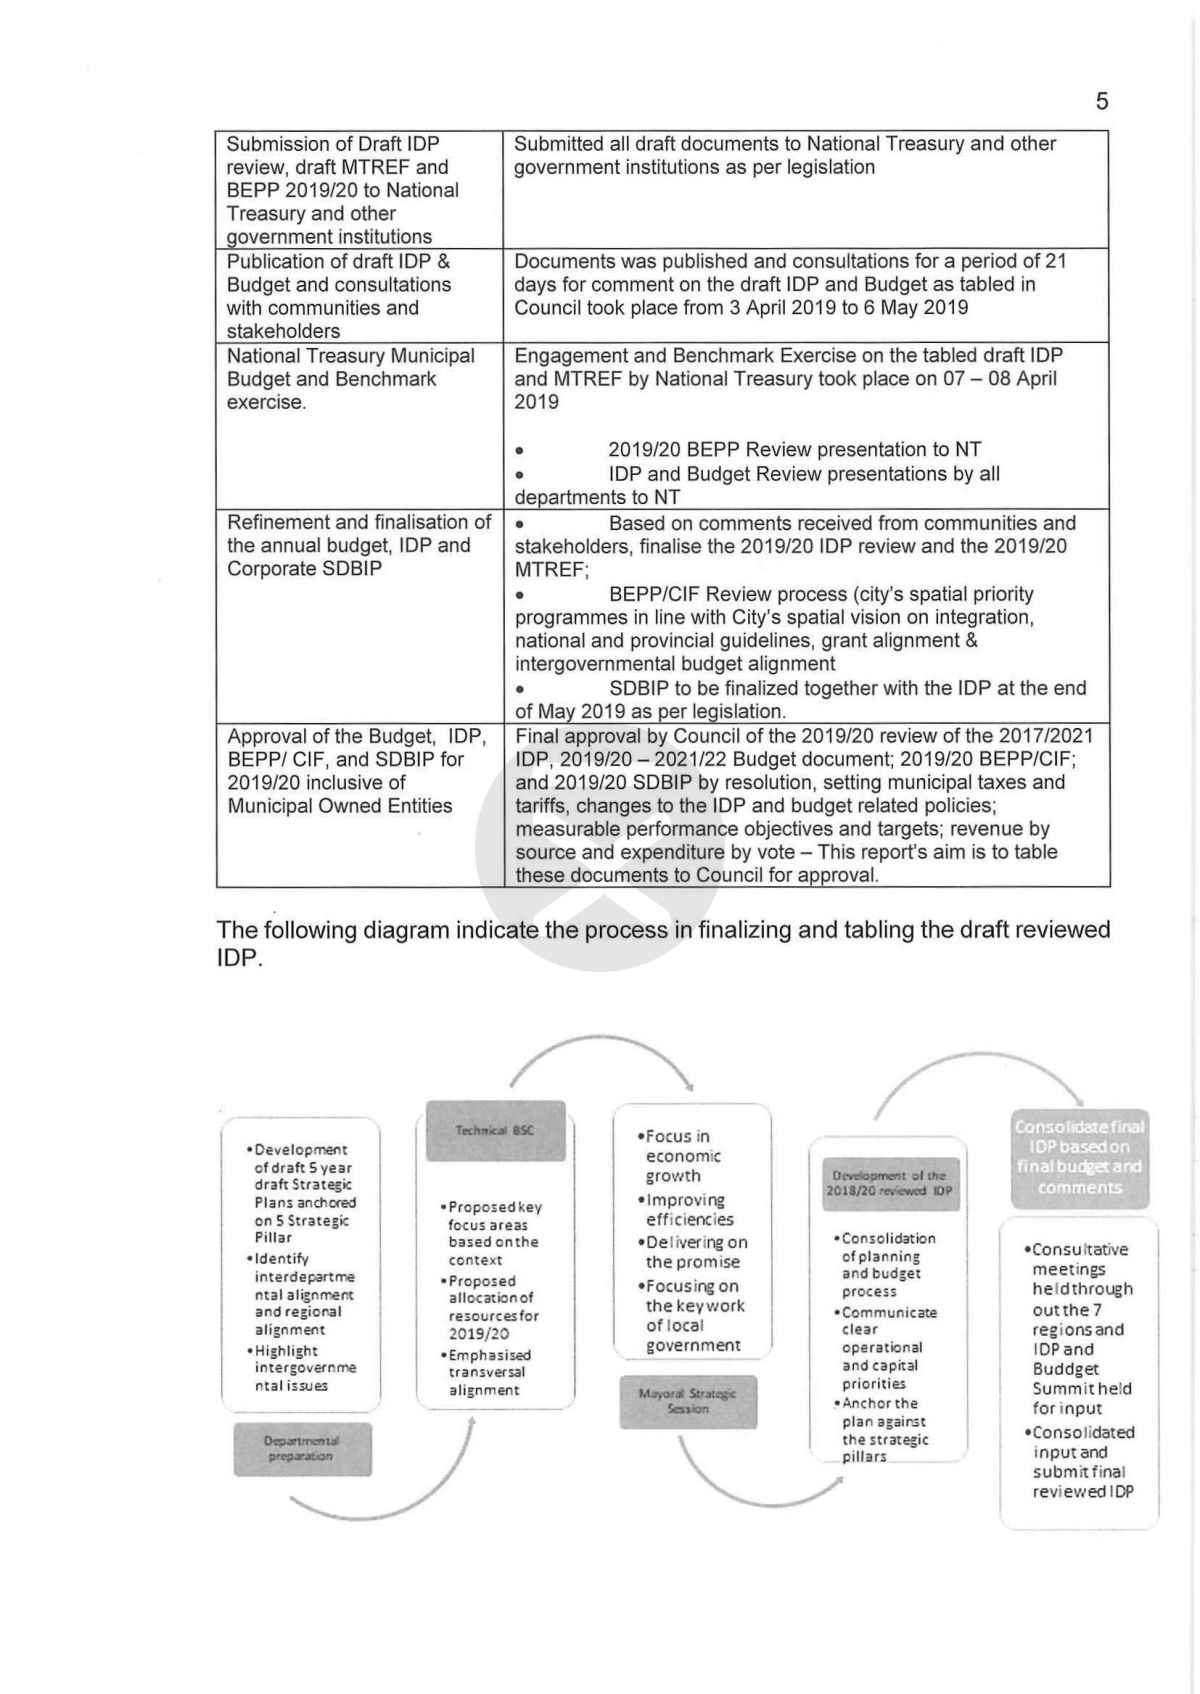 5
Submission of Draft IDP
review, draft MTREF and
BEPP 2019/20 to National
Treasury and other
government institutions
Submitted all draft documents to National Treasury and other
government institutions as per legislation
Publication of draft IDP &
Budget and consultations
with communities and
stakeholders
Documents was published and consultations for a period of 21
days for comment on the draft IDP and Budget as tabled in
Council took place from 3 April 2019 to 6 May 2019
National Treasury Municipal
Budget and Benchmark
exercise.
Engagement and Benchmark Exercise on the tabled draft IDP
and MTREF by National Treasury took place on 07 – 08 April
2019
• 2019/20 BEPP Review presentation to NT
• IDP and Budget Review presentations by all
departments to NT
Refinement and finalisation of
the annual budget, IDP and
Corporate SDBIP
• Based on comments received from communities and
stakeholders, finalise the 2019/20 IDP review and the 2019/20
MTREF;
• BEPP/CIF Review process (city's spatial priority
programmes in line with City's spatial vision on integration,
national and provincial guidelines, grant alignment &
intergovernmental budget alignment
• SDBIP to be finalized together with the IDP at the end
of May 2019 as per legislation.
Approval of the Budget, IDP,
BEPP/ CIF, and SDBIP for
2019/20 inclusive of
Municipal Owned Entities
Final approval by Council of the 2019/20 review of the 2017/2021
IDP, 2019/20 – 2021/22 Budget document; 2019/20 BEPP/CIF;
and 2019/20 SDBIP by resolution, setting municipal taxes and
tariffs, changes to the IDP and budget related policies;
measurable performance objectives and targets; revenue by
source and expenditure by vote – This report's aim is to table
these documents to Council for approval.
The following diagram indicate the process in finalizing and tabling the draft reviewed
IDP.
•Development
of draft 5 year
draft Strategic
Plans anchored
on 5 Strategic
Pillar
•Identify
interdepartme
ntal alignment
and regional
alignment
•Highlight
intergovernme
ntal issues
Departmental
preparation
Technical BSC
•Proposed key
focus areas
based on the
context
•Proposed
allocation of
resources for
2019/20
•Emphasised
transversal
alignment
•Focus in
economic
growth
•Improving
efficiencies
•Delivering on
the promise
•Focusing on
the key work
of local
government
Mayoral Strategic
Session
Development of the
2018/20 reviewed IDP
•Consolidation
of planning
and budget
process
•Communicate
clear
operational
and capital
priorities
•Anchor the
plan against
the strategic
pillars
Consolidate final
IDP based on
final budget and
comments
•Consultative
meetings
held through
out the 7
regions and
IDP and
Buddget
Summit held
for input
•Consolidated
input and
submit final
reviewed IDP